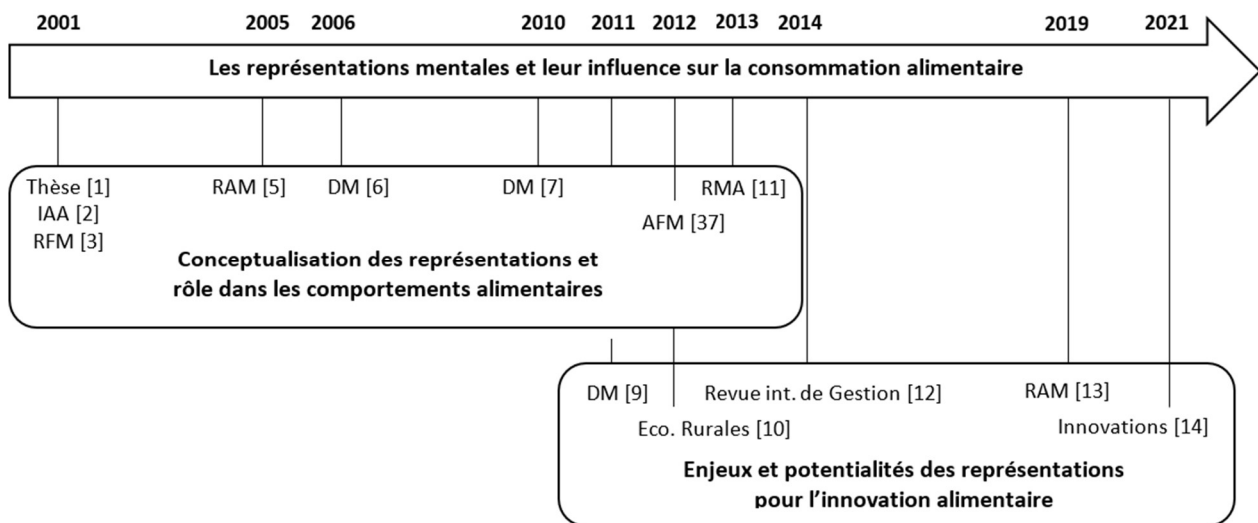 2001 2005 2006 2010 2011 2012 2013 2014 2019 2021
Les représentations mentales et leur influence sur la consommation alimentaire
Thèse [1] RAM [5] DM [6] DM [7] RMA [11]
IAA [2] AFM [37]
RFM [3]
Conceptualisation des représentations et
rôle dans les comportements alimentaires
DM [9] Revue int. de Gestion [12] RAM [13]
Eco. Rurales [10] Innovations [14]
Enjeux et potentialités des représentations
pour l'innovation alimentaire